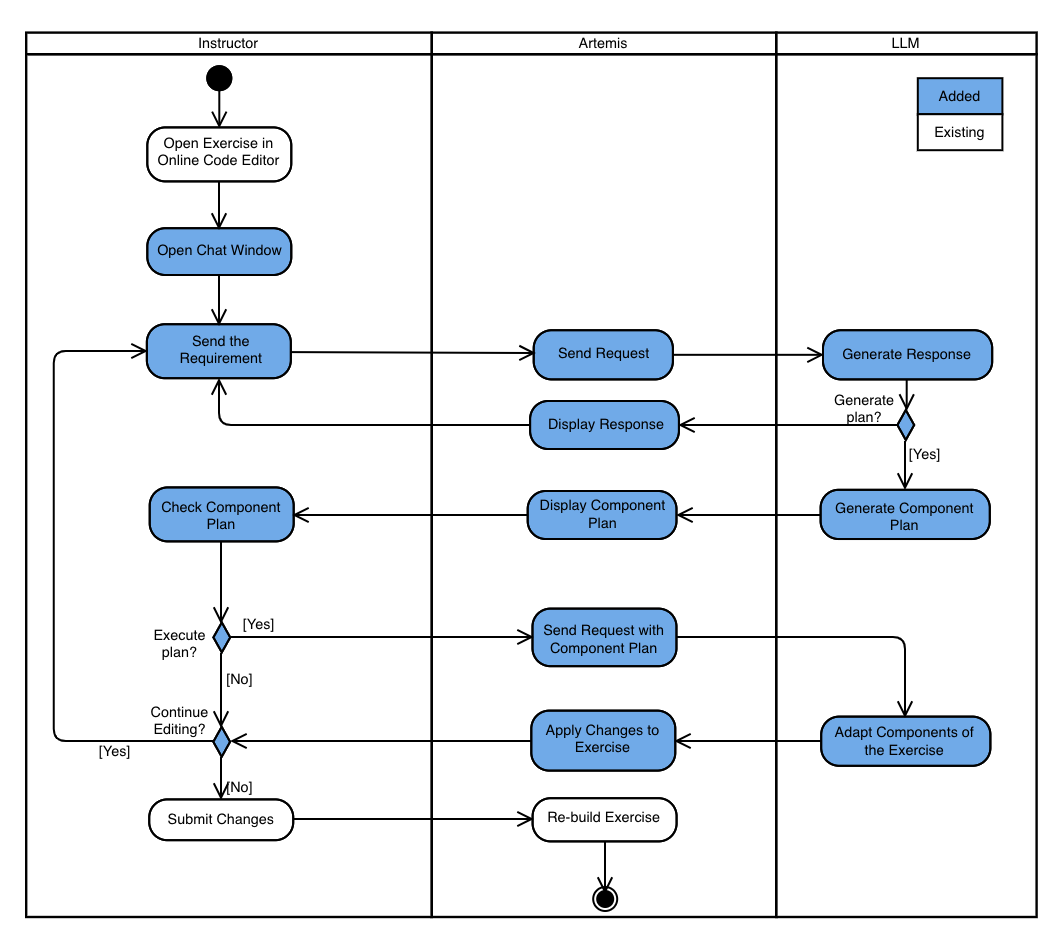 Instructor
Artemis
LLM
Added
Existing
Open Exercise in
Online Code Editor
Open Chat Window
Send the
Requirement
Send Request
Generate Response
Generate
plan?
Display Response
[Yes]
Check Component
Plan
Display Component
Plan
Generate Component
Plan
[Yes]
Execute
plan?
Send Request with
Component Plan
[No]
Continue
Editing?
[Yes]
Apply Changes to
Exercise
Adapt Components of
the Exercise
[No]
Submit Changes
Re-build Exercise